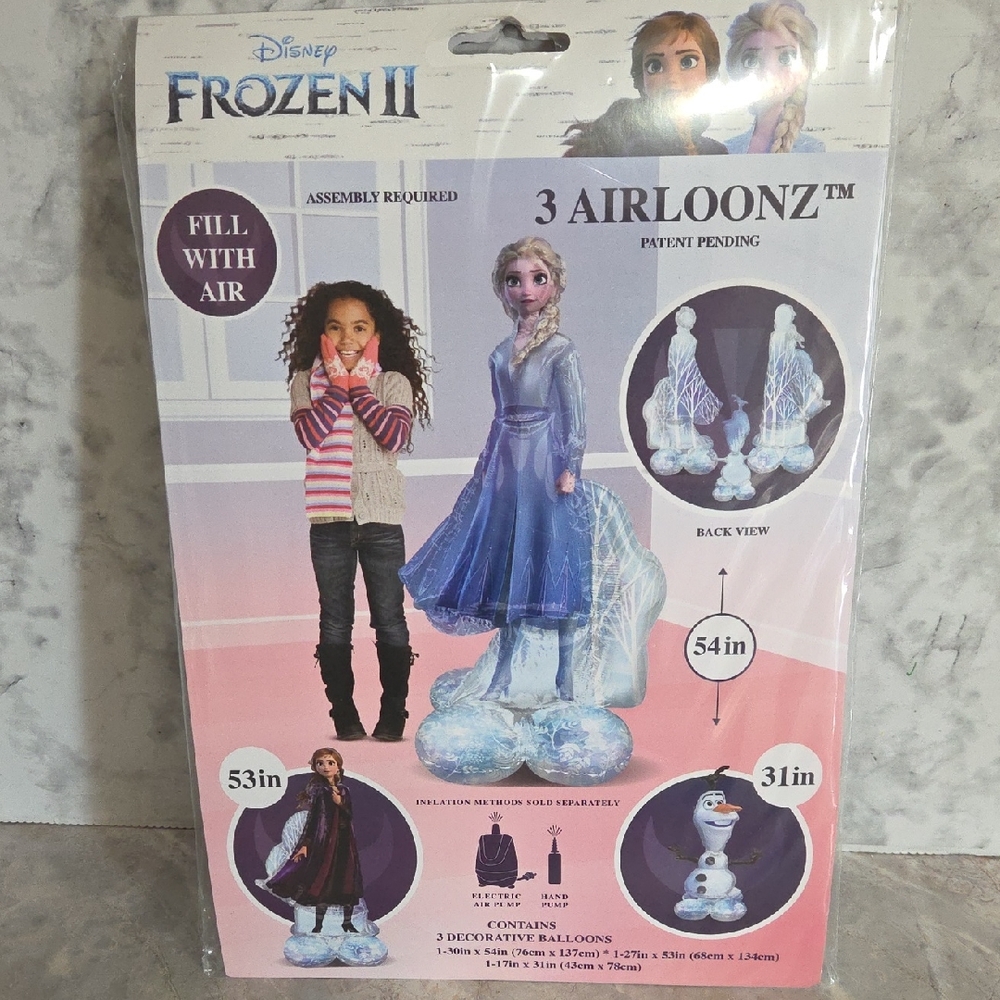 Disney
FROZEN II
FILL
WITH
AIR
ASSEMBLY REQUIRED
3 AIRLOONZ™
PATENT PENDING
BACK VIEW
54in
53in
31in
INFLATION METHODS SOLD SEPARATELY
ELECTRIC
AIR PUMP
HAND
PUMP
CONTAINS
3 DECORATIVE BALLOONS
1-30in x 54in (76cm x 137cm) * 1-27in x 53in (68cm x 134cm)
1-17in x 31in (43cm x 78cm)